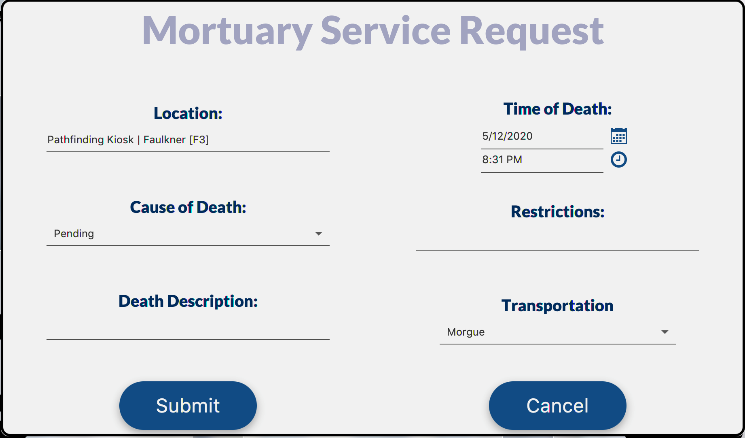 Mortuary Service Request
Location:
Pathfinding Kiosk | Faulkner [F3]
Time of Death:
5/12/2020
8:31 PM
Cause of Death:
Pending
Restrictions:
Death Description:
Transportation
Morgue
Submit
Cancel